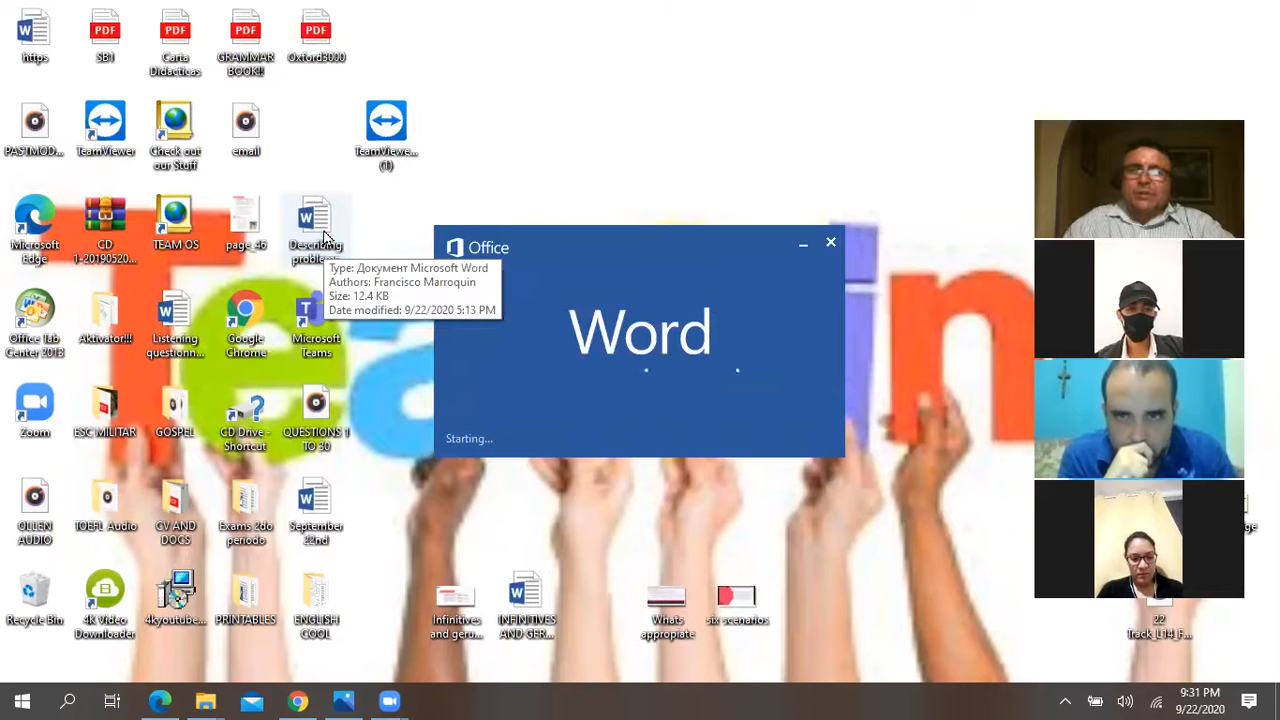 https
SB1
Carta
Didacticas
GRAMMAR
BOOK!!
Oxford3000
PASTMOD...
TeamViewer
Check out
our Stuff
email
TeamViewe...
(1)
Microsoft
Edge
CD
1-20190520...
TEAM OS
page_46
Describing
problems
Type: Документ Microsoft Word
Authors: Francisco Marroquin
Size: 12.4 KB
Date modified: 9/22/2020 5:13 PM
Office
Word
Starting...
Office Tab
Center 2013
Aktivator!!!
Listening
questionn...
Google
Chrome
Microsoft
Teams
Zoom
ESC MILITAR
GOSPEL
CD Drive -
Shortcut
QUESTIONS 1
TO 30
OLLEN
AUDIO
TOEFL Audio
CV AND
DOCS
Exams 2do
periodo
September
22nd
Recycle Bin
4K Video
Downloader
4kyoutube...
PRINTABLES
ENGLISH
COOL
Infinitives
and geru...
INFINITIVES
AND GER...
Whats
appropiate
six scenarios
22
Track_L14_F...
9:31 PM
9/22/2020